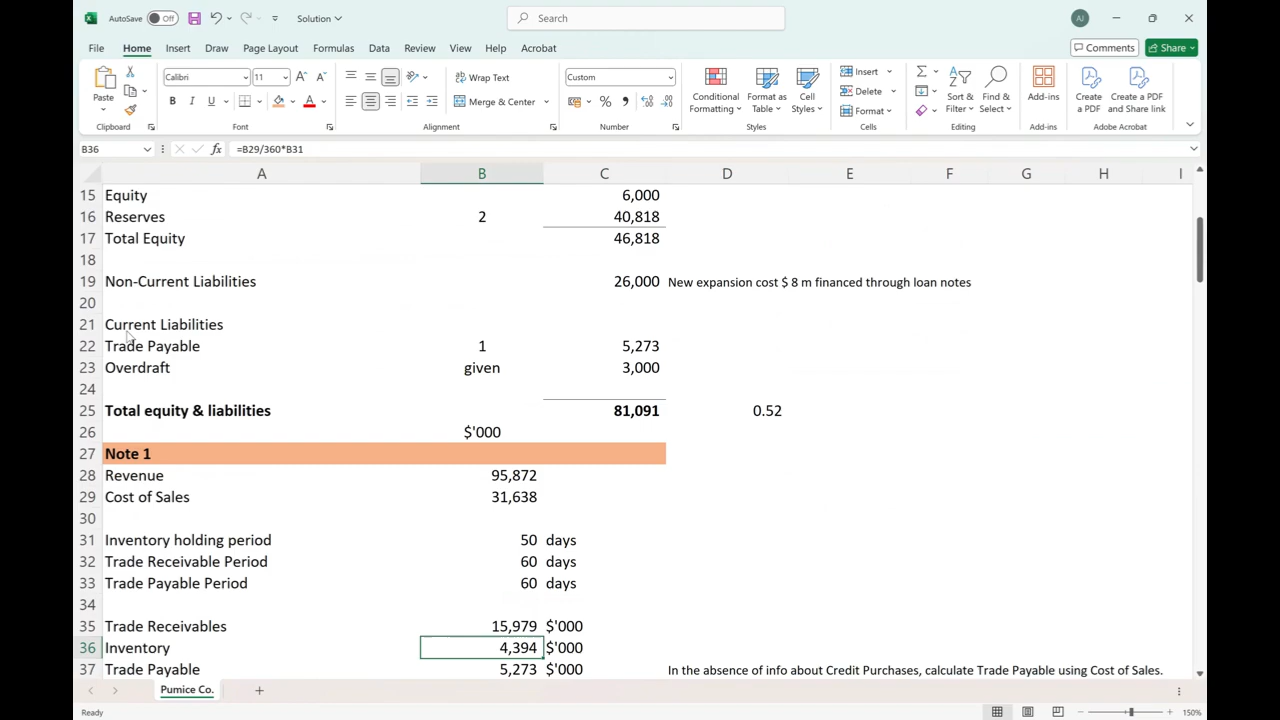 AutoSave Off Solution Search AJ
File Home Insert Draw Page Layout Formulas Data Review View Help Acrobat Comments Share
Paste Calibri 11 Wrap Text Merge & Center Custom Conditional Formatting Format as Table Cell Styles Insert Delete Format Sort & Filter Find & Select Add-ins Create a PDF Create a PDF and Share link
Clipboard Font Alignment Number Styles Cells Editing Add-ins Adobe Acrobat
B36 fx =B29/360*B31
A B C D E F G H I
15 Equity 6,000
16 Reserves 2 40,818
17 Total Equity 46,818
18
19 Non-Current Liabilities 26,000 New expansion cost $ 8 m financed through loan notes
20
21 Current Liabilities
22 Trade Payable 1 5,273
23 Overdraft given 3,000
24
25 Total equity & liabilities 81,091 0.52
26 $'000
27 Note 1
28 Revenue 95,872
29 Cost of Sales 31,638
30
31 Inventory holding period 50 days
32 Trade Receivable Period 60 days
33 Trade Payable Period 60 days
34
35 Trade Receivables 15,979 $'000
36 Inventory 4,394 $'000
37 Trade Payable 5,273 $'000 In the absence of info about Credit Purchases, calculate Trade Payable using Cost of Sales.
Pumice Co.
Ready 150%